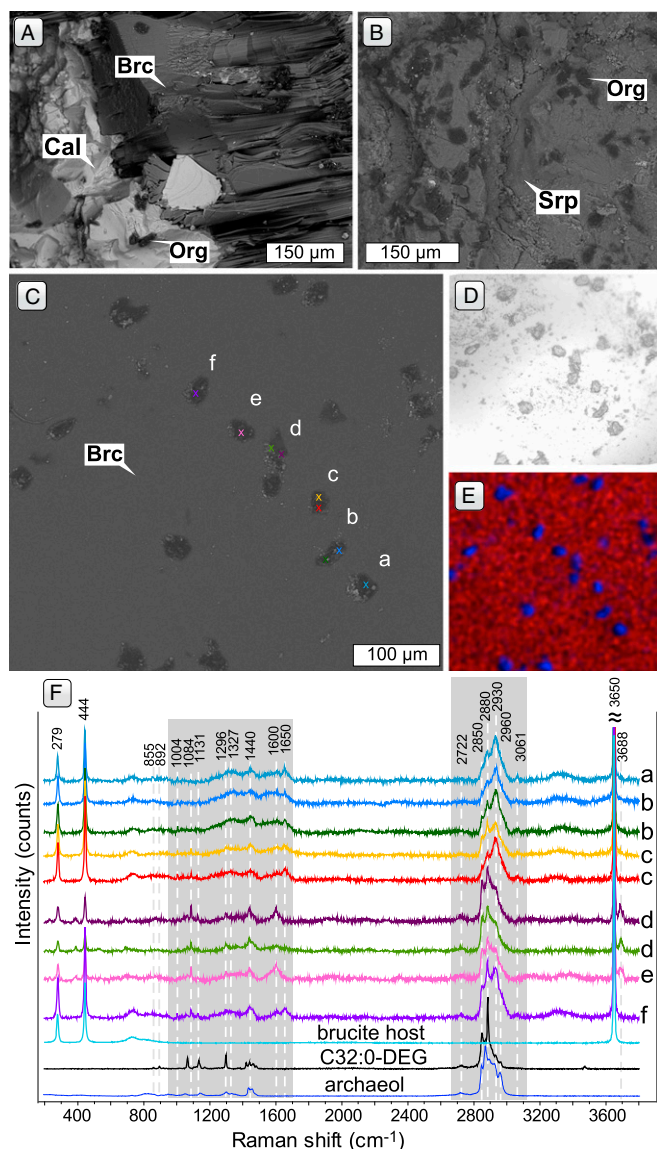 A
Brc
Cal
Org
150 µm
B
Org
Srp
150 µm
C
f
e
d
c
b
a
Brc
100 µm
D
E
F
279
444
855
892
1004
1084
1131
1296
1327
1440
1600
1650
2722
2850
2880
2930
2960
3061
≈ 3650
3688
a
b
b
c
c
d
d
e
f
brucite host
C32:0-DEG
archaeol
Intensity (counts)
400 800 1200 1600 2000 2400 2800 3200 3600
Raman shift (cm-1)